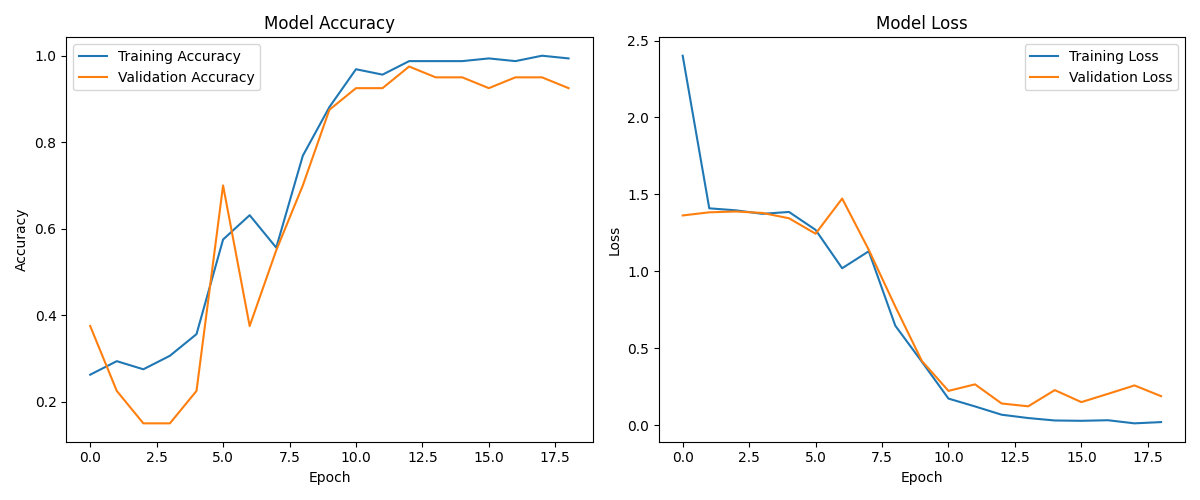 Model Accuracy
Training Accuracy
Validation Accuracy
1.0
0.8
0.6
0.4
0.2
Accuracy
0.0
2.5
5.0
7.5
10.0
12.5
15.0
17.5
Epoch
Model Loss
Training Loss
Validation Loss
2.5
2.0
1.5
1.0
0.5
0.0
Loss
0.0
2.5
5.0
7.5
10.0
12.5
15.0
17.5
Epoch